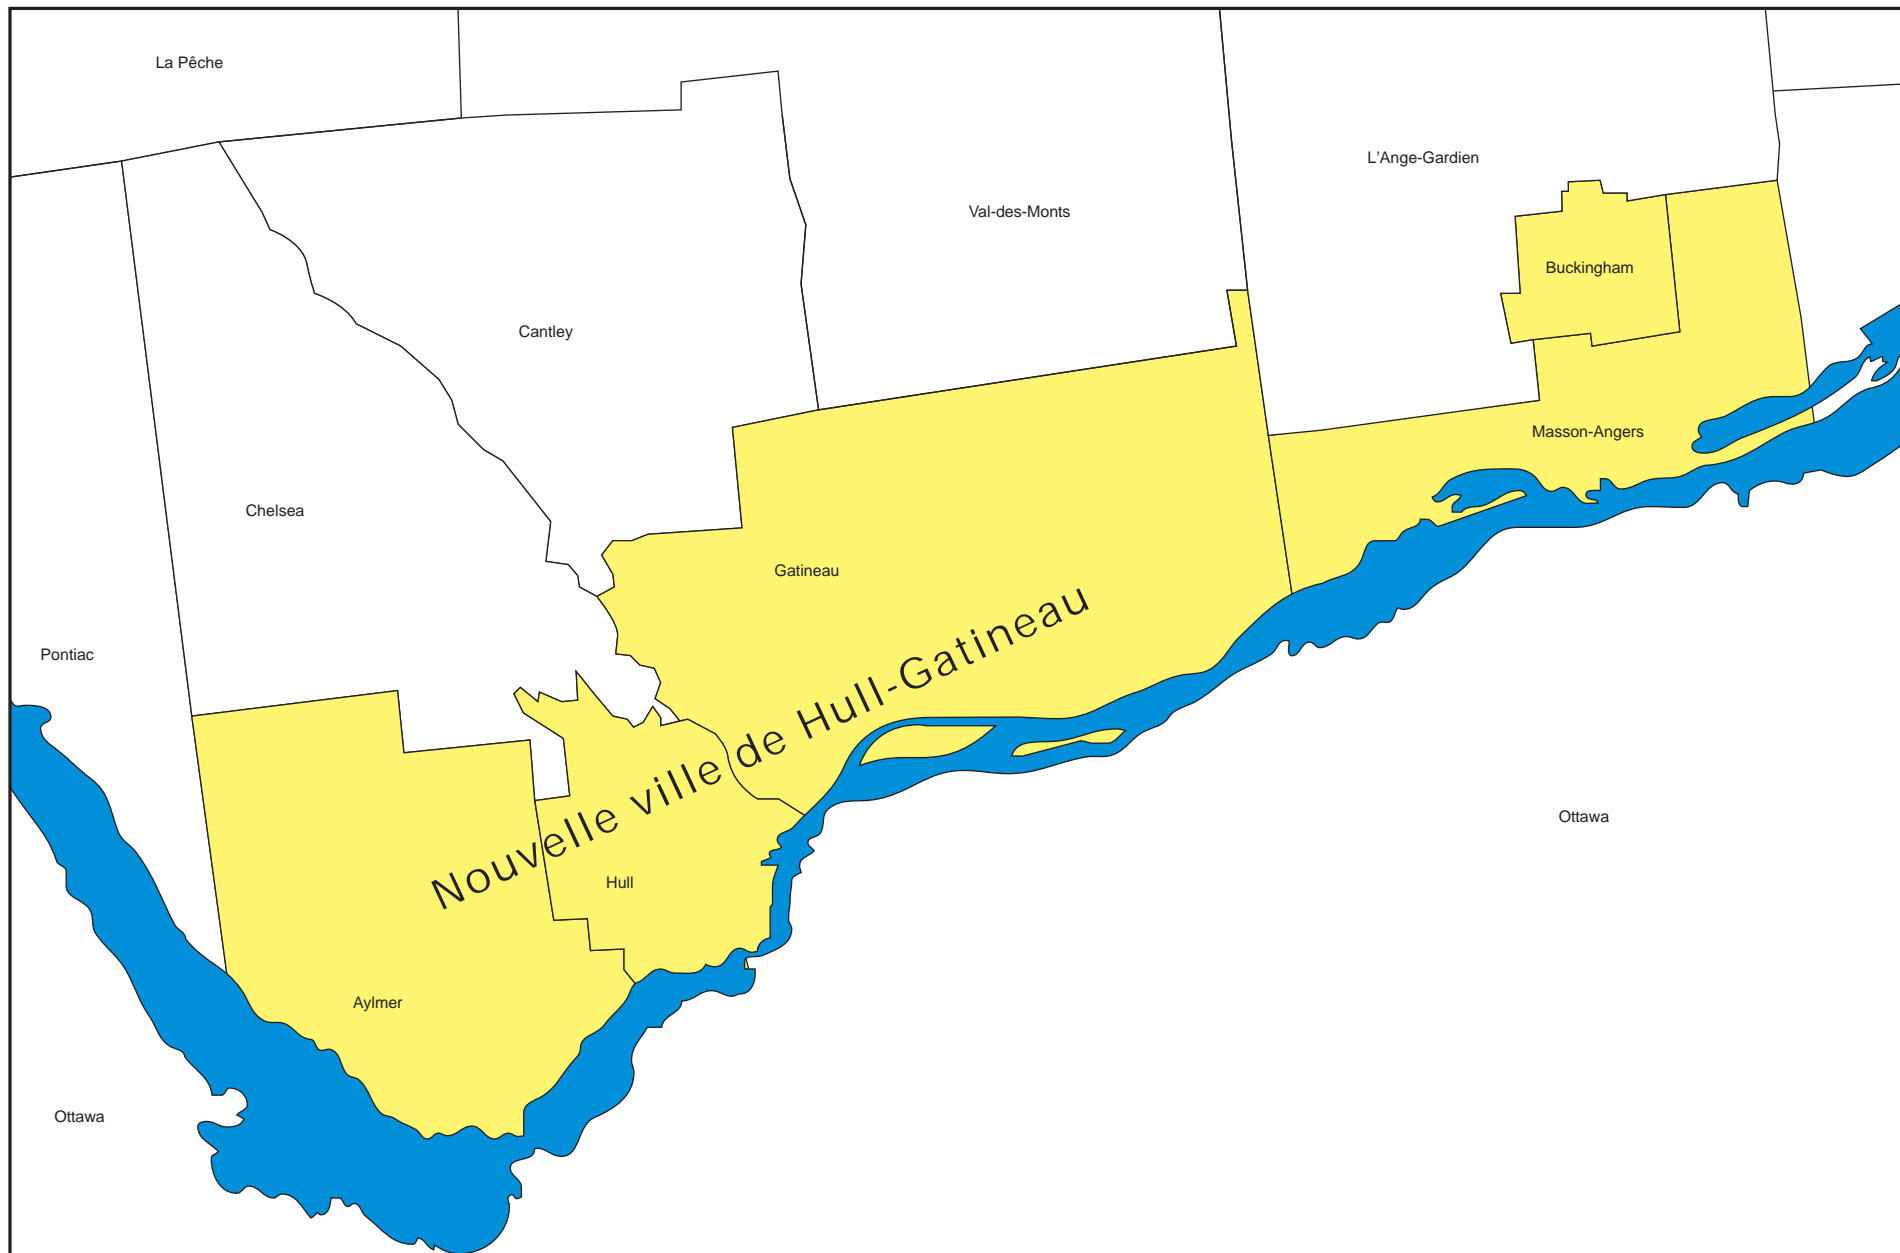 La Pêche
L'Ange-Gardien
Val-des-Monts
Buckingham
Cantley
Masson-Angers
Chelsea
Gatineau
Pontiac
Nouvelle ville de Hull-Gatineau
Ottawa
Hull
Aylmer
Ottawa